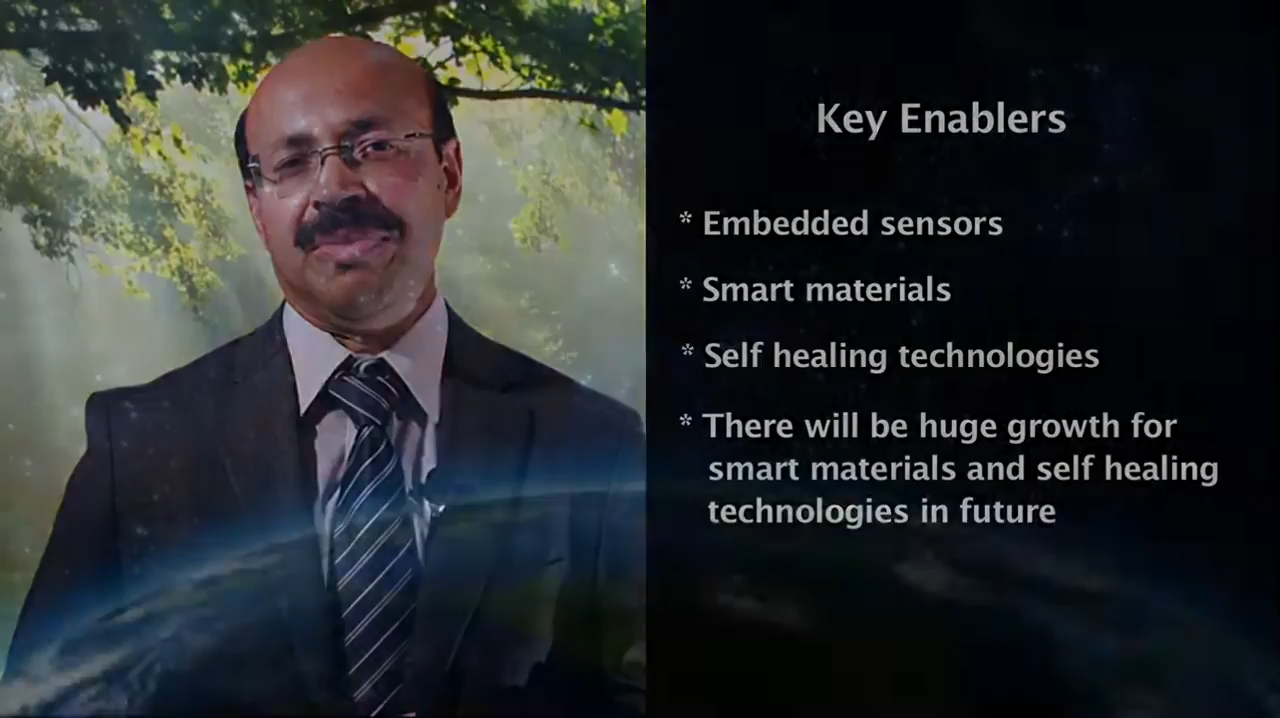 Key Enablers
* Embedded sensors
* Smart materials
* Self healing technologies
* There will be huge growth for
smart materials and self healing
technologies in future